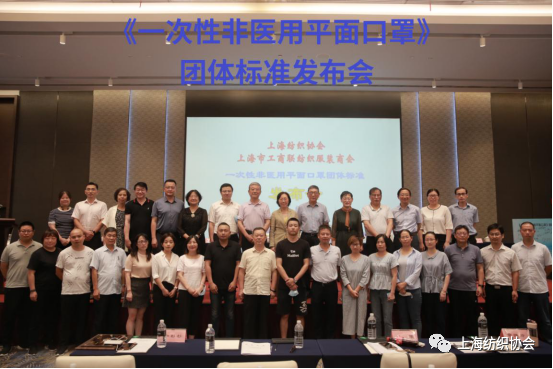 《一次性非医用平面口罩》
团体标准发布会
上海纺织协会
上海市工商联纺织服装商会
一次性非医用平面口罩团体标准
上海纺织协会